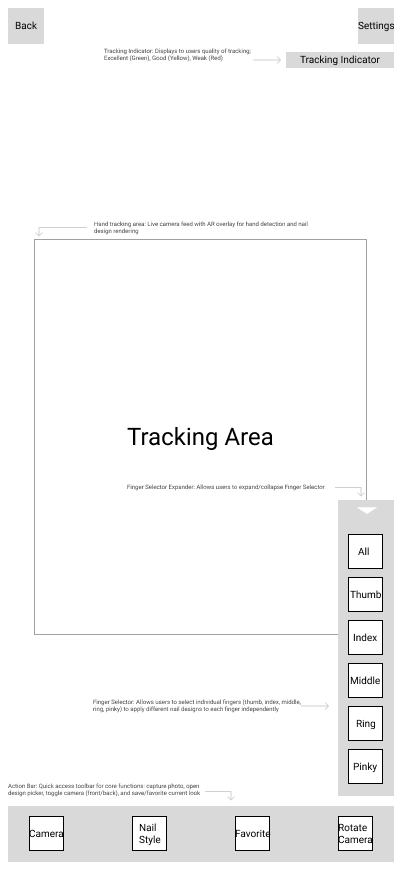 Back
Settings
Tracking Indicator: Displays to users quality of tracking;
Excellent (Green), Good (Yellow), Weak (Red)
Tracking Indicator
Hand tracking area: Live camera feed with AR overlay for hand detection and nail
design rendering
Tracking Area
Finger Selector Expander: Allows users to expand/collapse Finger Selector
All
Thumb
Index
Middle
Finger Selector: Allows users to select individual fingers (thumb, index, middle,
ring, pinky) to apply different nail designs to each finger independently
Ring
Pinky
Action Bar: Quick access toolbar for core functions: capture photo, open
design picker, toggle camera (front/back), and save/favorite current look
Camera
Nail
Style
Favorite
Rotate
Camera